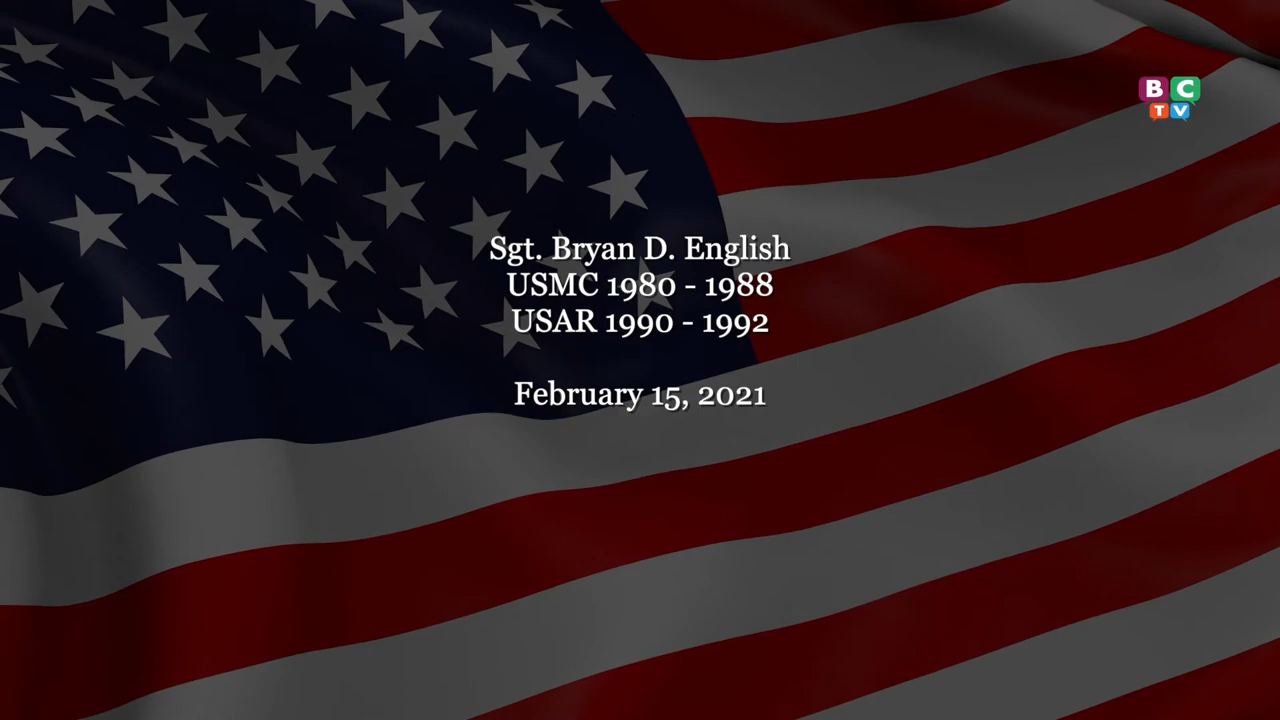 BC
TV
Sgt. Bryan D. English
USMC 1980 - 1988
USAR 1990 - 1992
February 15, 2021